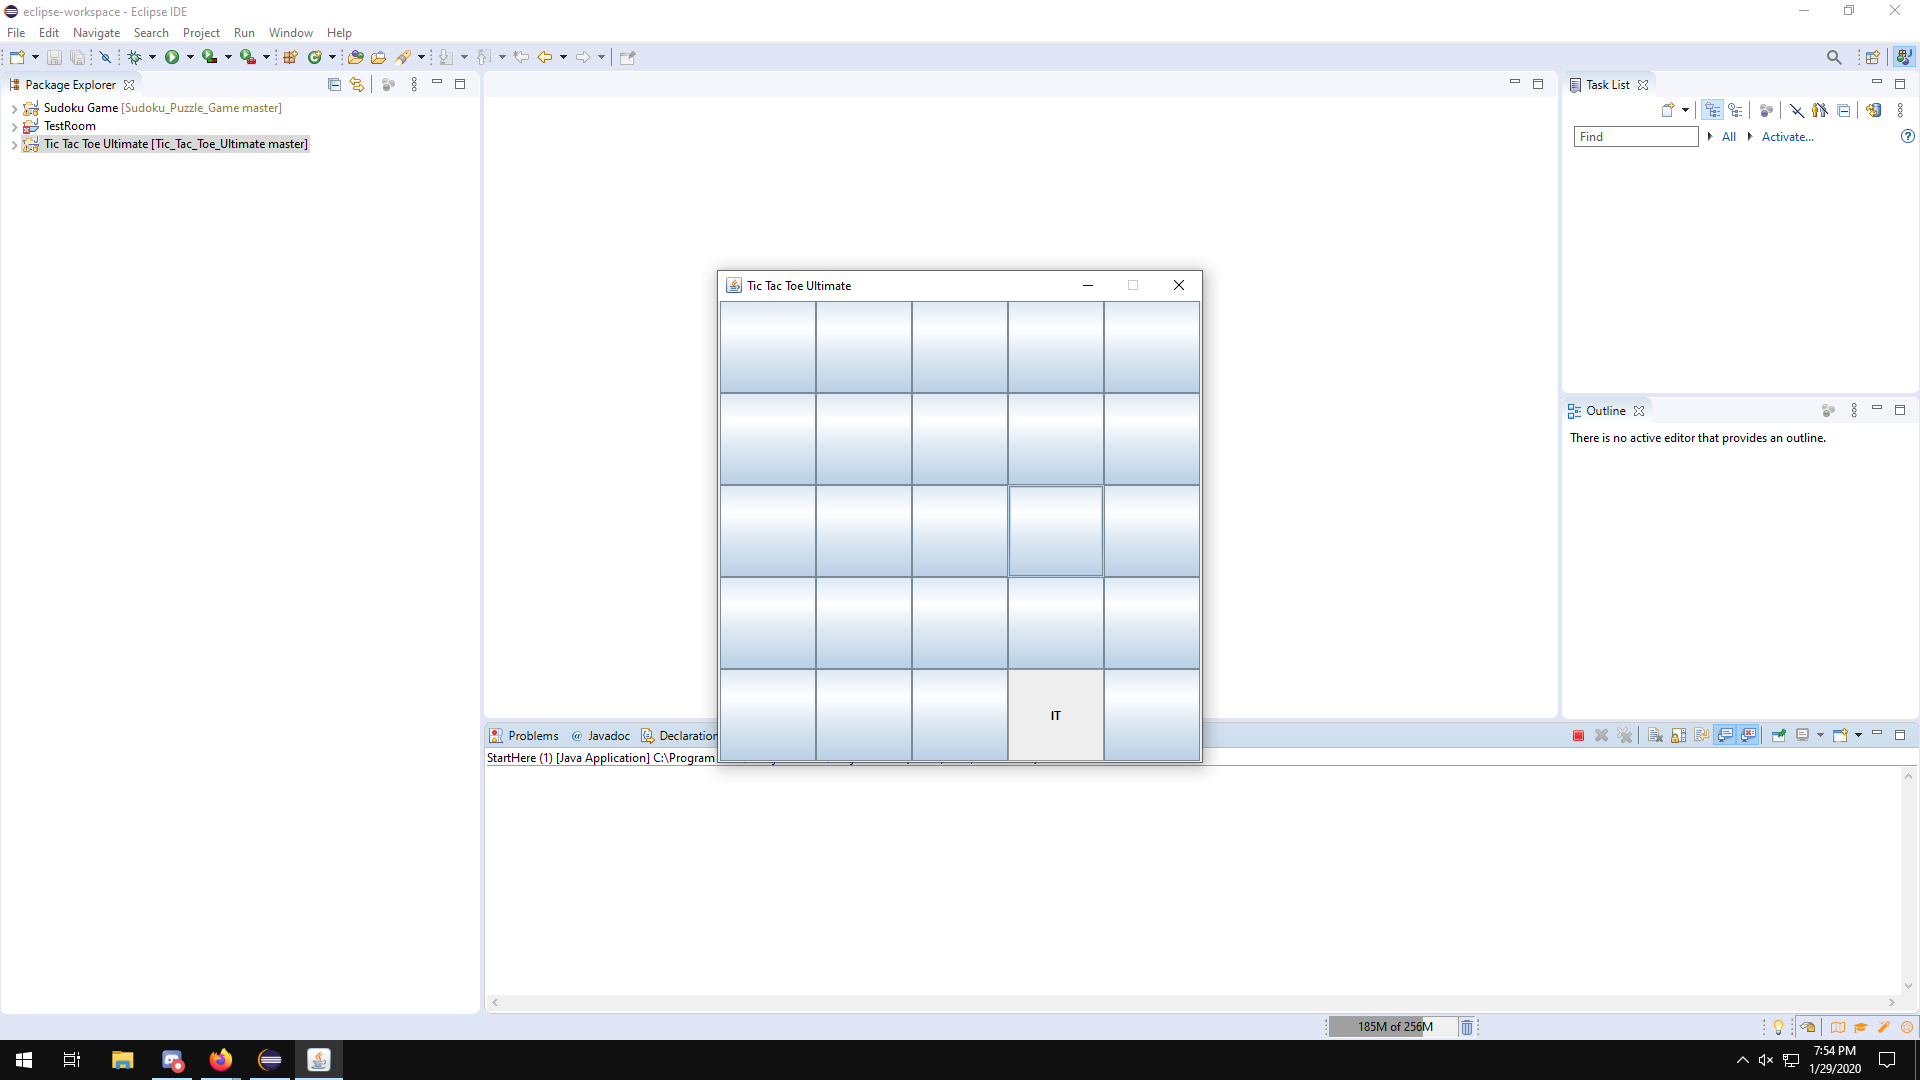 eclipse-workspace - Eclipse IDE
File Edit Navigate Search Project Run Window Help
Package Explorer
Sudoku Game [Sudoku_Puzzle_Game master]
TestRoom
Tic Tac Toe Ultimate [Tic_Tac_Toe_Ultimate master]
Tic Tac Toe Ultimate
IT
Task List
Find All Activate...
Outline
There is no active editor that provides an outline.
Problems @ Javadoc Declaration
StartHere (1) [Java Application] C:\Program
185M of 256M
7:54 PM
1/29/2020